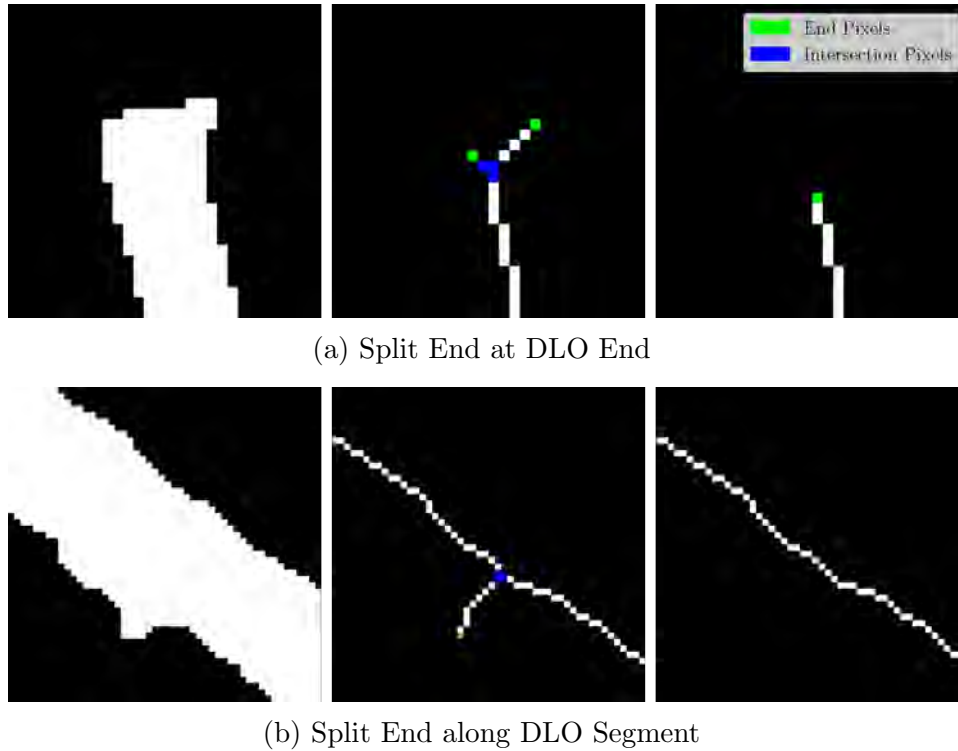 End Pixels
Intersection Pixels
(a) Split End at DLO End
(b) Split End along DLO Segment